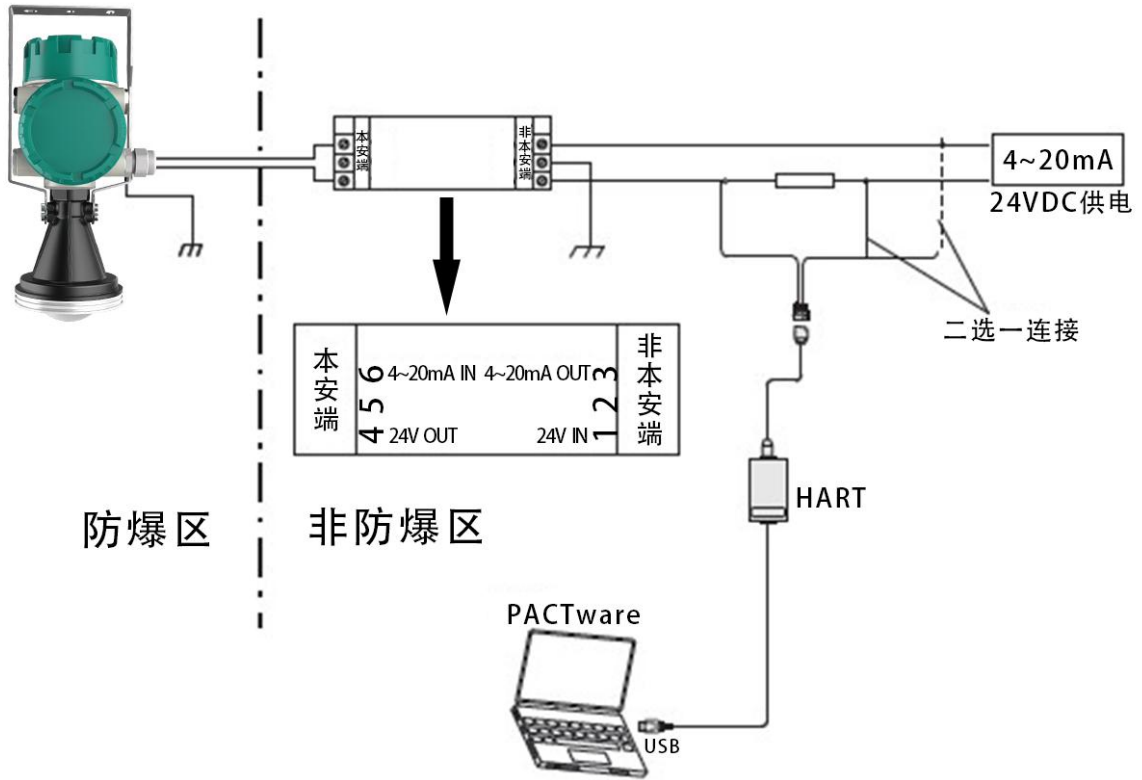 本安端
非本安端
4~20mA
24VDC供电
二选一连接
本安端
6 4~20mA IN 4~20mA OUT 3
5 2
4 24V OUT 24V IN 1
非本安端
HART
防爆区
非防爆区
PACTware
USB